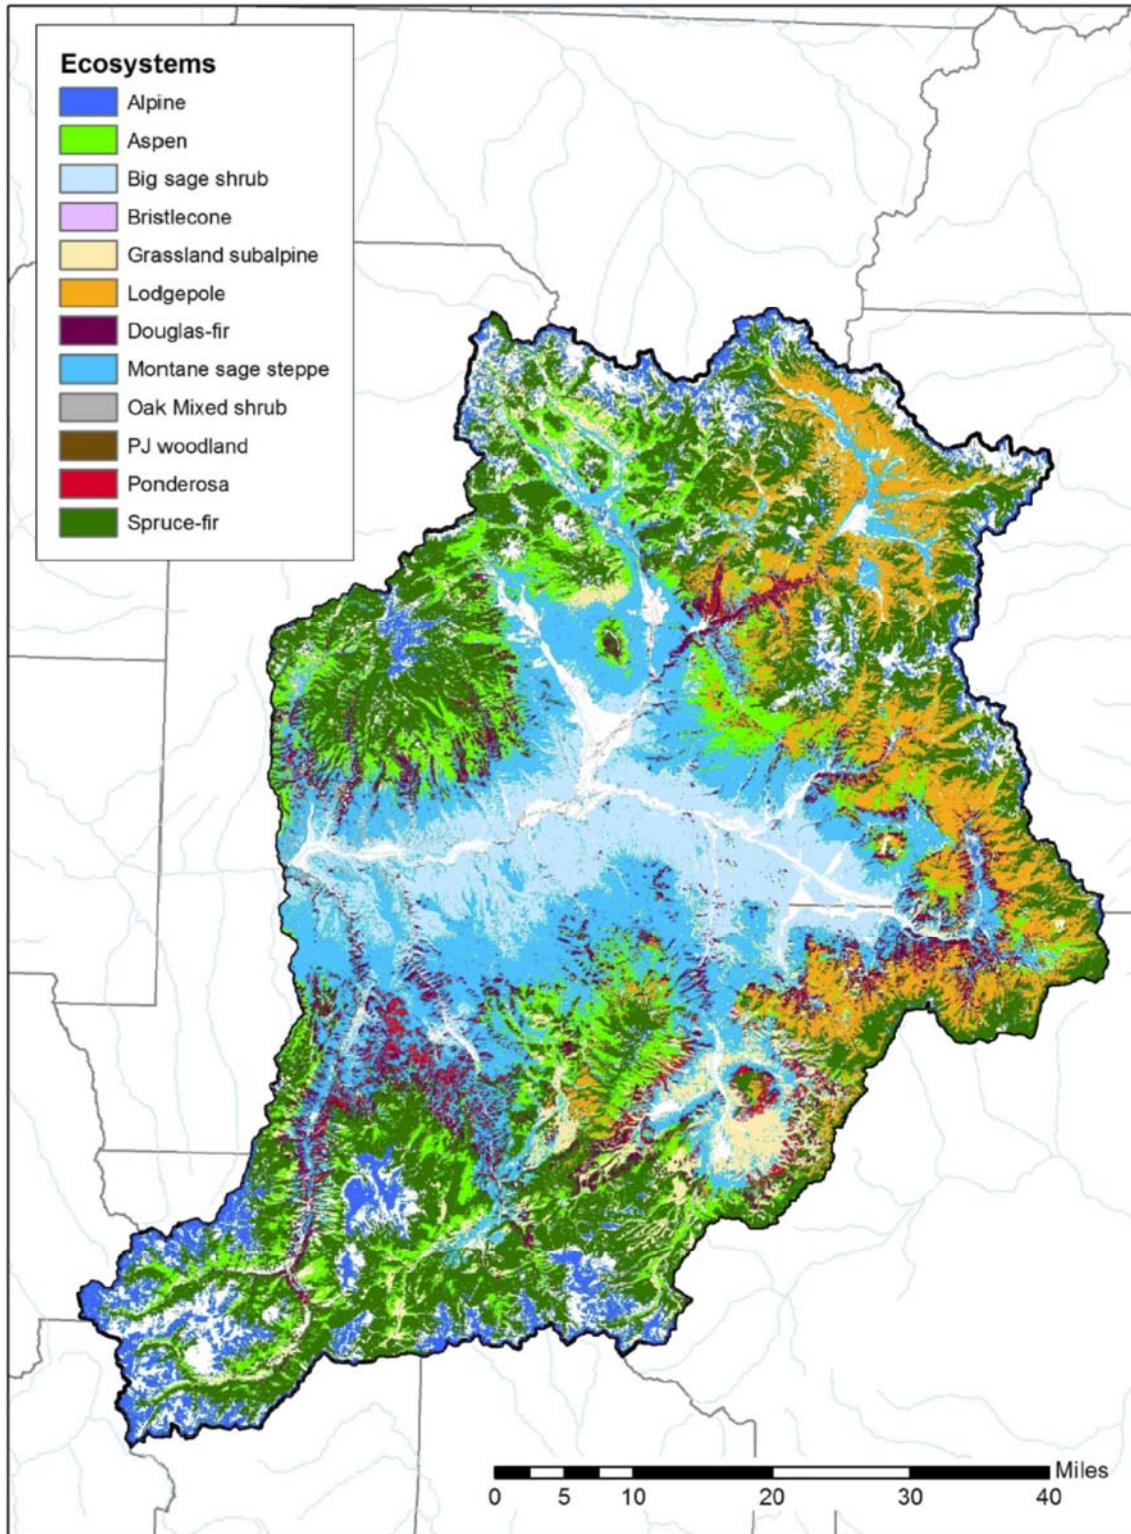 Ecosystems
Alpine
Aspen
Big sage shrub
Bristlecone
Grassland subalpine
Lodgepole
Douglas-fir
Montane sage steppe
Oak Mixed shrub
PJ woodland
Ponderosa
Spruce-fir
Miles
0 5 10 20 30 40